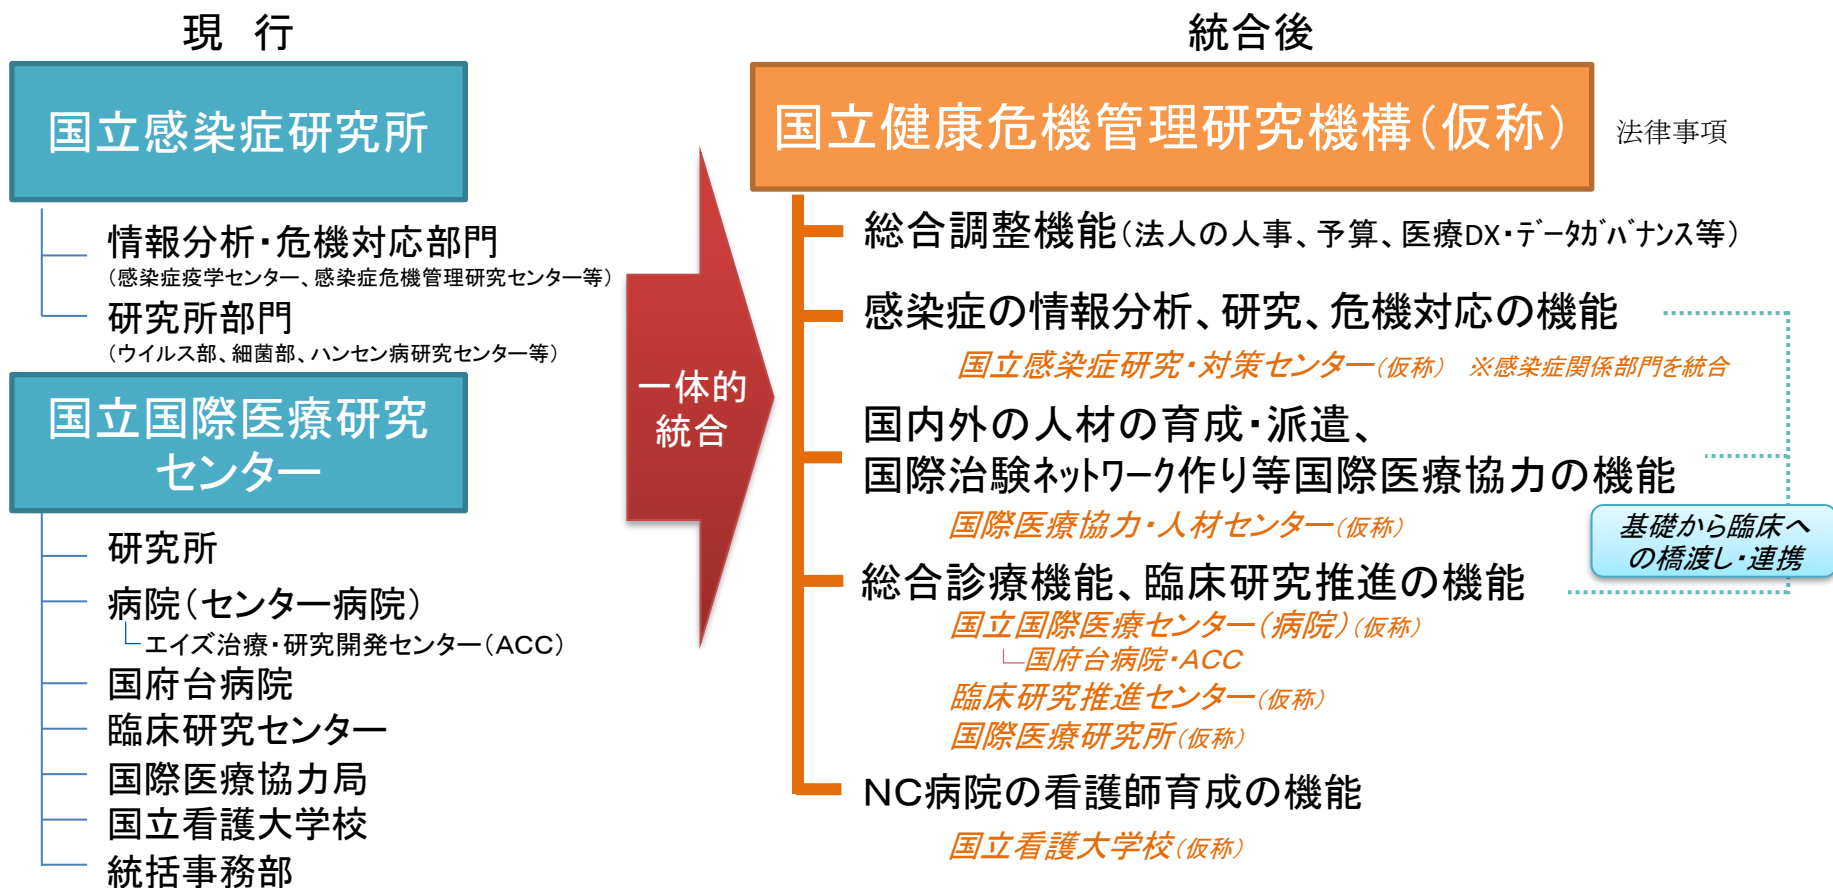 現 行
国立感染症研究所
情報分析・危機対応部門
(感染症疫学センター、感染症危機管理研究センター等)
研究所部門
(ウイルス部、細菌部、ハンセン病研究センター等)
国立国際医療研究
センター
研究所
病院(センター病院)
エイズ治療・研究開発センター(ACC)
国府台病院
臨床研究センター
国際医療協力局
国立看護大学校
統括事務部
一体的
統合
統合後
国立健康危機管理研究機構(仮称)
法律事項
総合調整機能(法人の人事、予算、医療DX・ﾃﾞｰﾀｶﾞﾊﾞﾅﾝｽ等)
感染症の情報分析、研究、危機対応の機能
国立感染症研究・対策センター(仮称) ※感染症関係部門を統合
国内外の人材の育成・派遣、
国際治験ﾈｯﾄﾜｰｸ作り等国際医療協力の機能
国際医療協力・人材センター(仮称)
基礎から臨床へ
の橋渡し・連携
総合診療機能、臨床研究推進の機能
国立国際医療センター(病院)(仮称)
国府台病院・ACC
臨床研究推進センター(仮称)
国際医療研究所(仮称)
NC病院の看護師育成の機能
国立看護大学校(仮称)